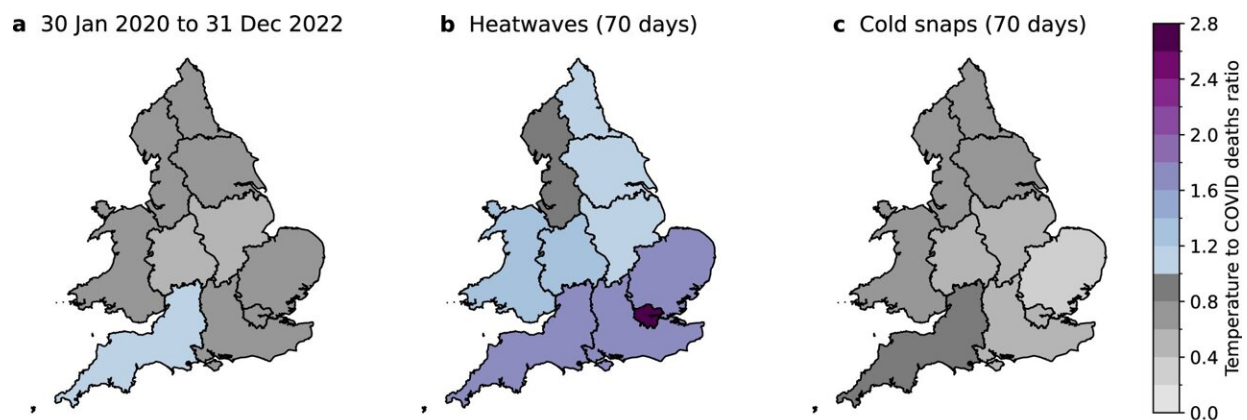 a 30 Jan 2020 to 31 Dec 2022
b Heatwaves (70 days)
c Cold snaps (70 days)
2.8
2.4
2.0
1.6
1.2
0.8
0.4
0.0
Temperature to COVID deaths ratio